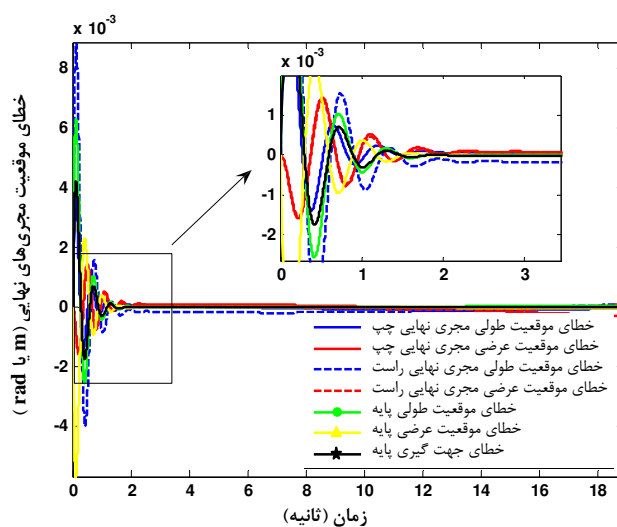 x 10⁻³
8
6
4
2
0
-2
-4
0
2
4
6
8
10
12
14
16
18
خطای موقعیت مجری‌های نهایی (m یا rad)
زمان (ثانیه)
x 10⁻³
1
0
-1
-2
0
1
2
3
خطای موقعیت طولی مجری نهایی چپ
خطای موقعیت عرضی مجری نهایی چپ
خطای موقعیت طولی مجری نهایی راست
خطای موقعیت عرضی مجری نهایی راست
خطای موقعیت طولی پایه
خطای موقعیت عرضی پایه
خطای جهت گیری پایه